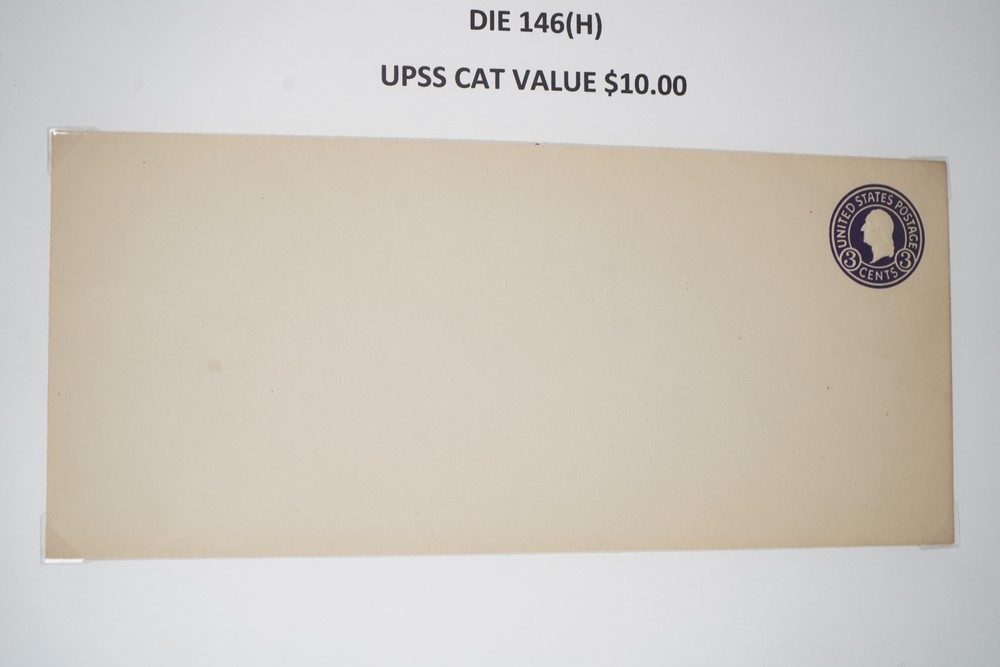 DIE 146(H)
UPSS CAT VALUE $10.00
UNITED STATES POSTAGE
3 CENTS 3